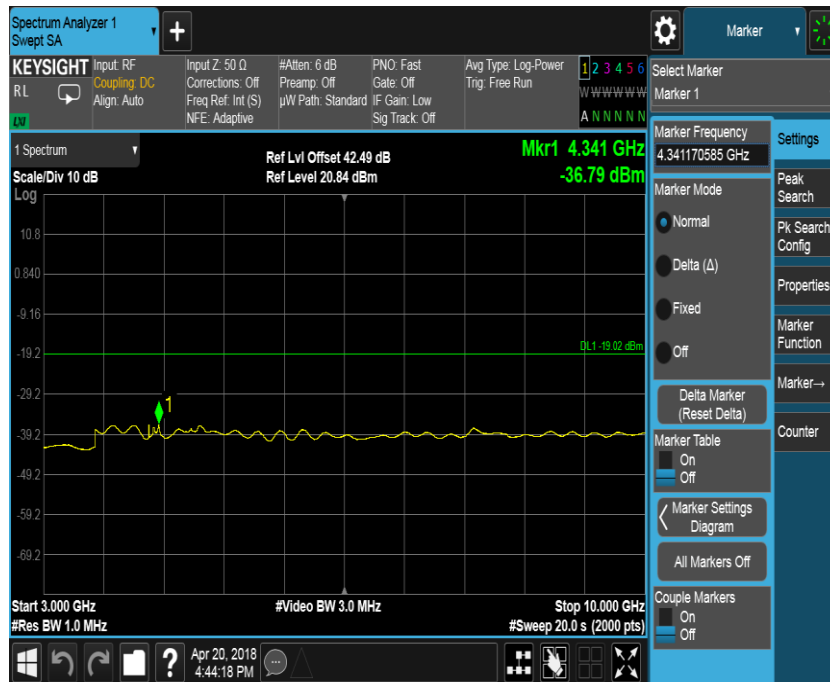 Spectrum Analyzer 1
Swept SA
+
Marker
KEYSIGHT
RL
LXI
Input: RF
Coupling: DC
Align: Auto
Input Z: 50 Ω
Corrections: Off
Freq Ref: Int (S)
NFE: Adaptive
#Atten: 6 dB
Preamp: Off
µW Path: Standard
PNO: Fast
Gate: Off
IF Gain: Low
Sig Track: Off
Avg Type: Log-Power
Trig: Free Run
1 2 3 4 5 6
W W W W W W
A N N N N N
Select Marker
Marker 1
1 Spectrum
Scale/Div 10 dB
Log
Ref Lvl Offset 42.49 dB
Ref Level 20.84 dBm
Mkr1 4.341 GHz
-36.79 dBm
10.8
0.840
-9.16
-19.2
-29.2
-39.2
-49.2
-59.2
-69.2
DL1 -19.02 dBm
1
Start 3.000 GHz
#Res BW 1.0 MHz
#Video BW 3.0 MHz
Stop 10.000 GHz
#Sweep 20.0 s (2000 pts)
Marker Frequency
4.341170585 GHz
Marker Mode
Normal
Delta (Δ)
Fixed
Off
Delta Marker
(Reset Delta)
Marker Table
On
Off
Marker Settings
Diagram
All Markers Off
Couple Markers
On
Off
Settings
Peak
Search
Pk Search
Config
Properties
Marker
Function
Marker→
Counter
?
Apr 20, 2018
4:44:18 PM